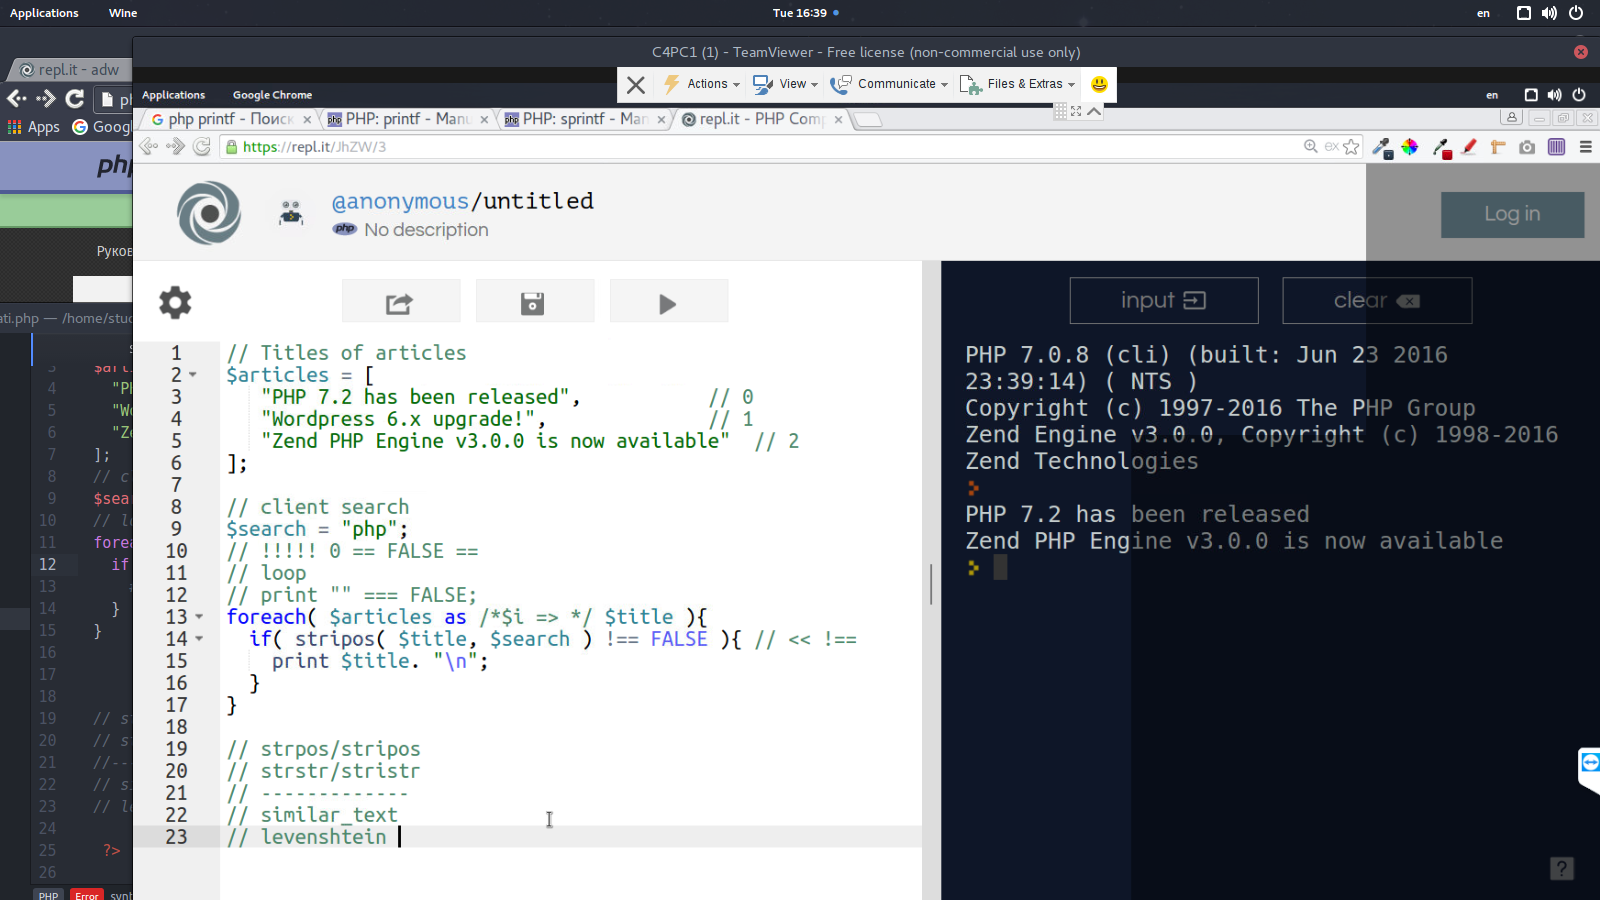 Applications Wine Tue 16:39 en
C4PC1 (1) - TeamViewer - Free license (non-commercial use only)
Actions View Communicate Files & Extras
repl.it - adw
Applications Google Chrome en
php printf - Поиск PHP: printf - Manu PHP: sprintf - Man repl.it - PHP Comp
https://repl.it/JhZW/3
Apps Googl
php
@anonymous/untitled
php No description
Log in
Руков
input clear
ati.php — /home/stud
1 // Titles of articles
2 $articles = [
3 "PHP 7.2 has been released", // 0
4 "Wordpress 6.x upgrade!", // 1
5 "Zend PHP Engine v3.0.0 is now available" // 2
6 ];
7
8 // client search
9 $search = "php";
10 // !!!!! 0 == FALSE ==
11 // loop
12 // print "" === FALSE;
13 foreach( $articles as /*$i => */ $title ){
14 if( stripos( $title, $search ) !== FALSE ){ // << !==
15 print $title. "\n";
16 }
17 }
18
19 // strpos/stripos
20 // strstr/stristr
21 // -------------
22 // similar_text
23 // levenshtein
PHP 7.0.8 (cli) (built: Jun 23 2016
23:39:14) ( NTS )
Copyright (c) 1997-2016 The PHP Group
Zend Engine v3.0.0, Copyright (c) 1998-2016
Zend Technologies
PHP 7.2 has been released
Zend PHP Engine v3.0.0 is now available
3 $arti
4 "PH
5 "Wo
6 "Ze
7 ];
8 // c
9 $sea
10 // l
11 forea
12 if
13
14 }
15 }
16
17
18
19 // s
20 // s
21 //--
22 // s
23 // l
24
25 ?>
26
PHP Error synt
?